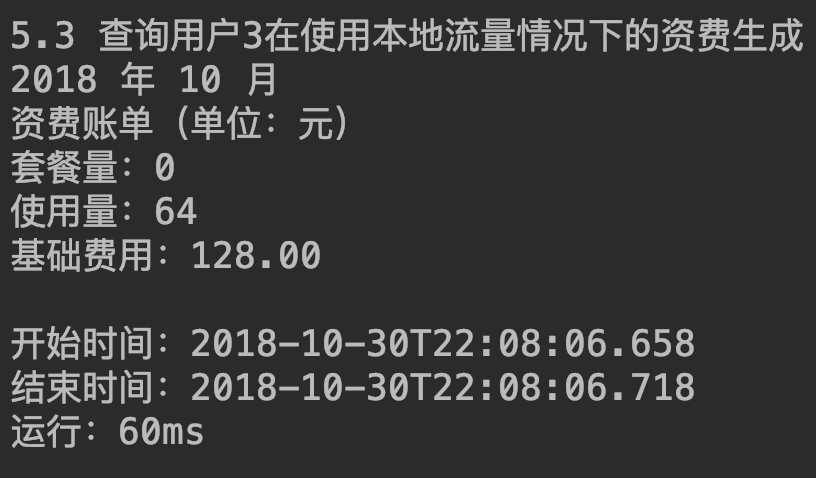 5.3 查询用户3在使用本地流量情况下的资费生成
2018 年 10 月
资费账单（单位：元）
套餐量：0
使用量：64
基础费用：128.00
开始时间：2018-10-30T22:08:06.658
结束时间：2018-10-30T22:08:06.718
运行：60ms